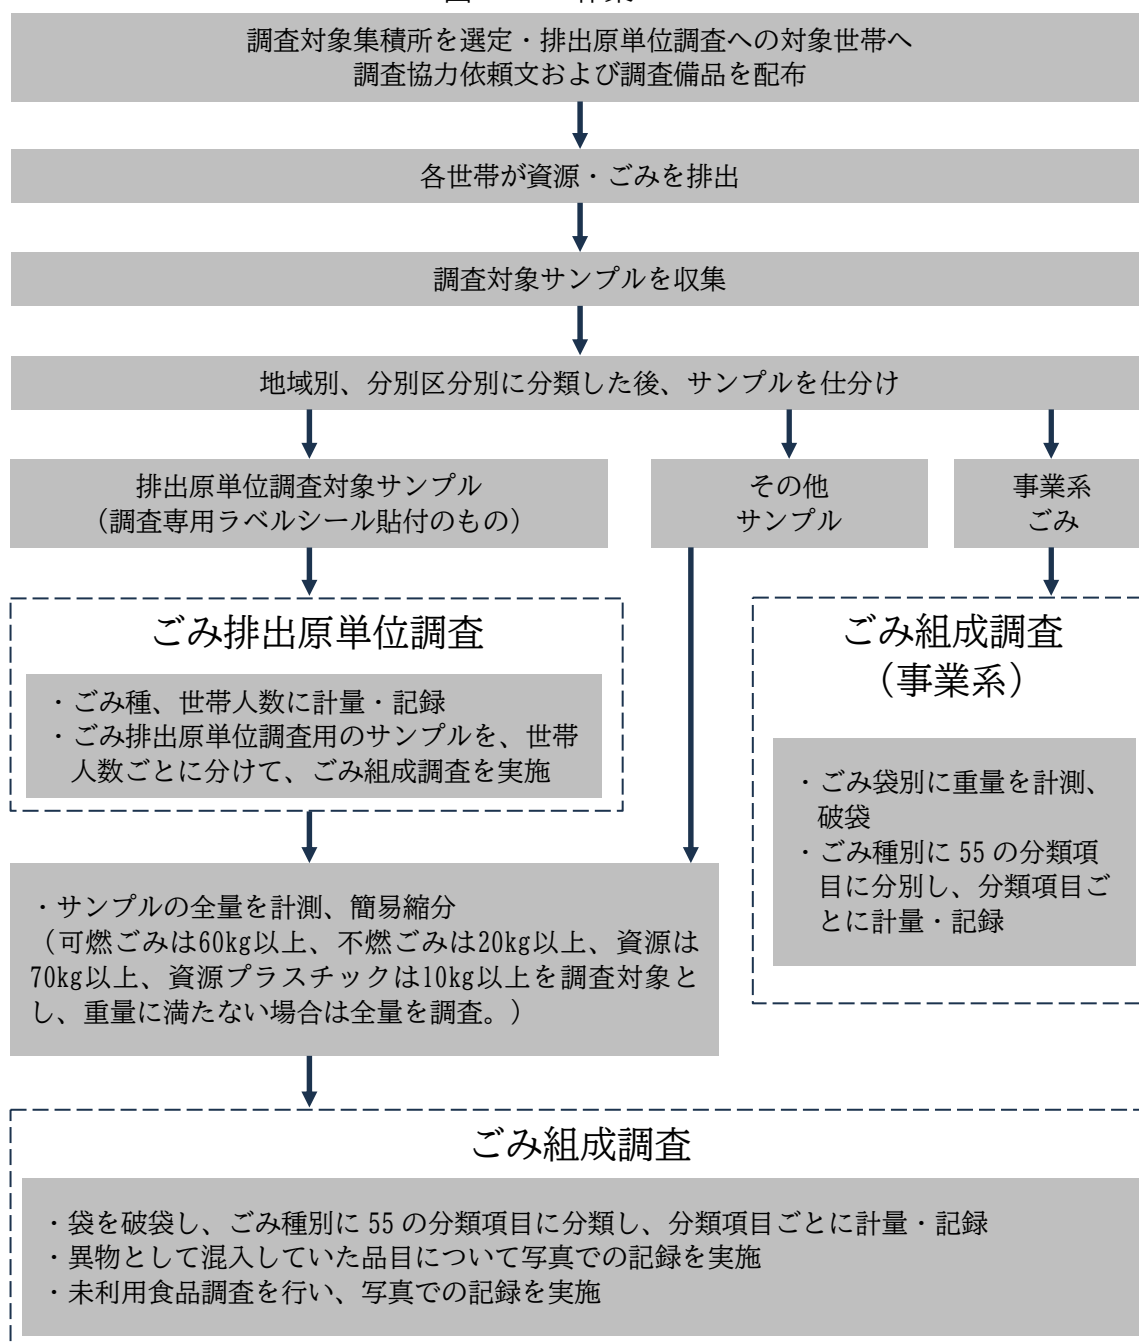 調査対象集積所を選定・排出原単位調査への対象世帯へ
調査協力依頼文および調査備品を配布
各世帯が資源・ごみを排出
調査対象サンプルを収集
地域別、分別区分別に分類した後、サンプルを仕分け
排出原単位調査対象サンプル
（調査専用ラベルシール貼付のもの）
その他
サンプル
事業系
ごみ
ごみ排出原単位調査
・ごみ種、世帯人数に計量・記録
・ごみ排出原単位調査用のサンプルを、世帯
人数ごとに分けて、ごみ組成調査を実施
ごみ組成調査
（事業系）
・ごみ袋別に重量を計測、
破袋
・ごみ種別に 55 の分類項
目に分別し、分類項目ご
とに計量・記録
・サンプルの全量を計測、簡易縮分
（可燃ごみは60kg以上、不燃ごみは20kg以上、資源は
70kg以上、資源プラスチックは10kg以上を調査対象と
し、重量に満たない場合は全量を調査。）
ごみ組成調査
・袋を破袋し、ごみ種別に 55 の分類項目に分類し、分類項目ごとに計量・記録
・異物として混入していた品目について写真での記録を実施
・未利用食品調査を行い、写真での記録を実施